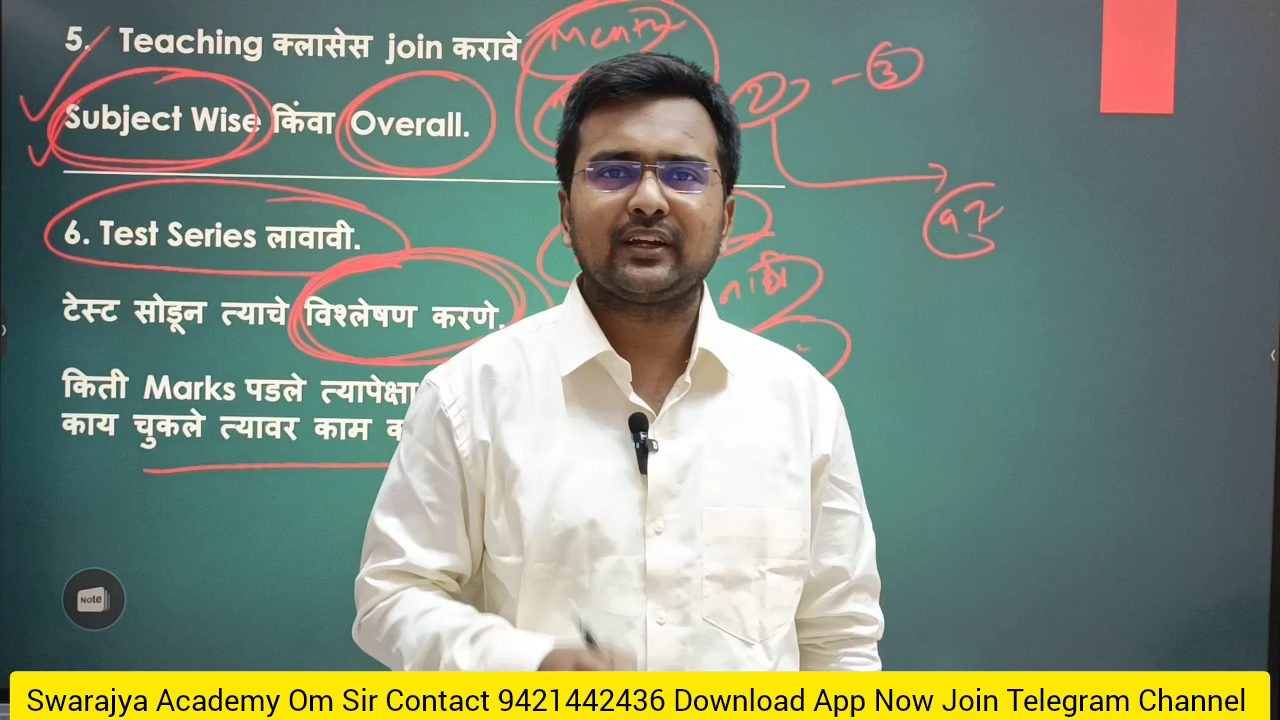 5. Teaching क्लासेस join करावे
Subject Wise किंवा Overall.
6. Test Series लावावी.
टेस्ट सोडून त्याचे विश्लेषण करणे.
किती Marks पडले त्यापेक्षा
काय चुकले त्यावर काम
Note
Swarajya Academy Om Sir Contact 9421442436 Download App Now Join Telegram Channel